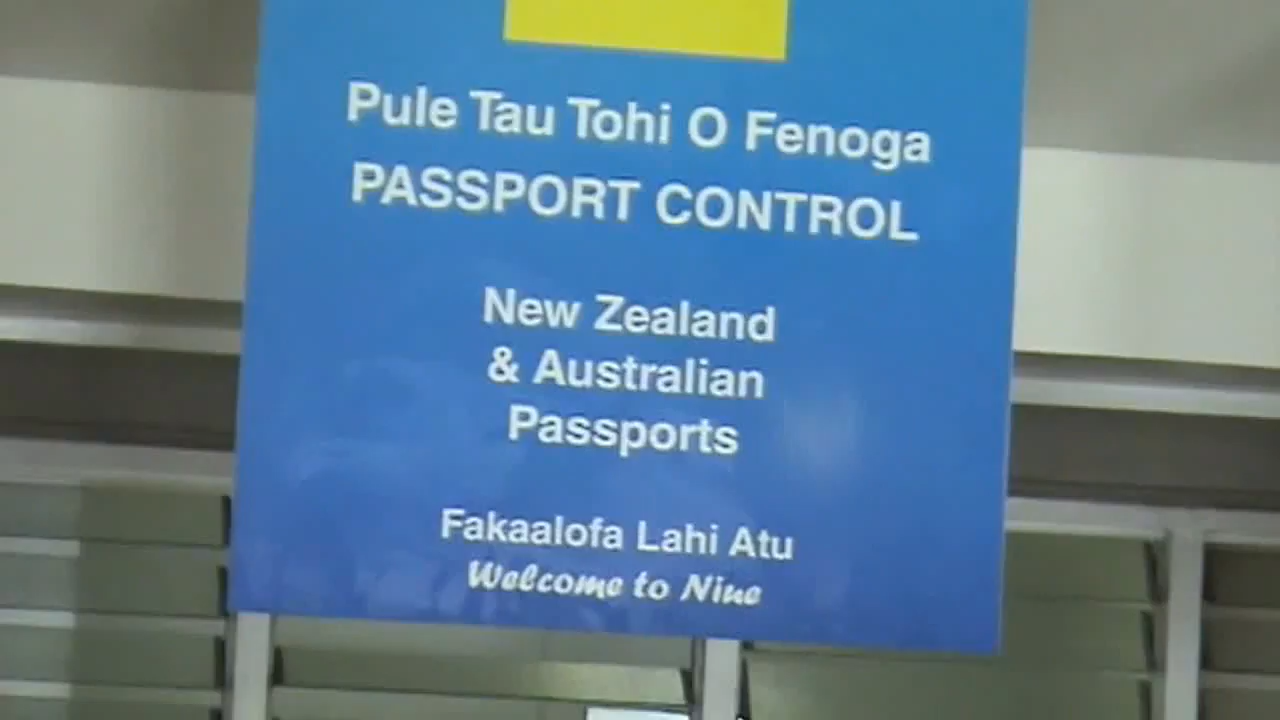 Pule Tau Tohi O Fenoga
PASSPORT CONTROL
New Zealand
& Australian
Passports
Fakaalofa Lahi Atu
Welcome to Niue